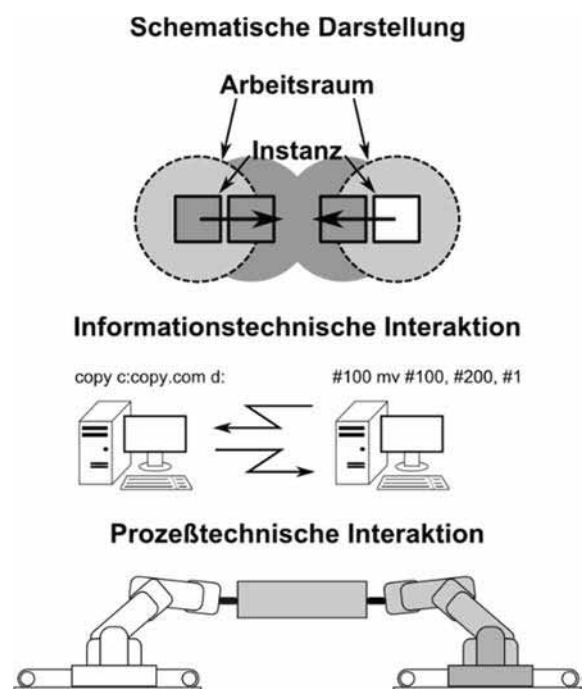 Schematische Darstellung
Arbeitsraum
Instanz
Informationstechnische Interaktion
copy c:copy.com d:
#100 mv #100, #200, #1
Prozeßtechnische Interaktion